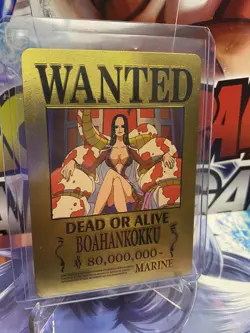 WANTED
DEAD OR ALIVE
BOAHANKOKKU
80,000,000-
MARINE